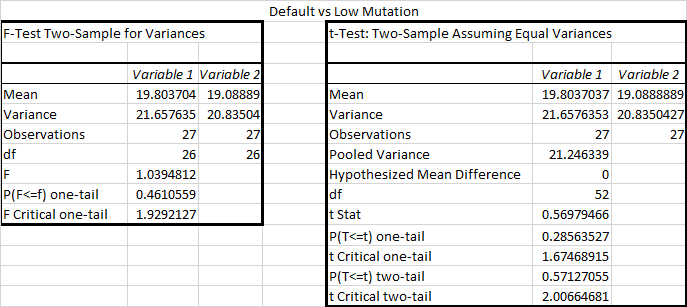 Default vs Low Mutation
F-Test Two-Sample for Variances
Variable 1 Variable 2
Mean 19.803704 19.08889
Variance 21.657635 20.83504
Observations 27 27
df 26 26
F 1.0394812
P(F<=f) one-tail 0.4610559
F Critical one-tail 1.9292127
t-Test: Two-Sample Assuming Equal Variances
Variable 1 Variable 2
Mean 19.8037037 19.0888889
Variance 21.6576353 20.8350427
Observations 27 27
Pooled Variance 21.246339
Hypothesized Mean Difference 0
df 52
t Stat 0.56979466
P(T<=t) one-tail 0.28563527
t Critical one-tail 1.67468915
P(T<=t) two-tail 0.57127055
t Critical two-tail 2.00664681